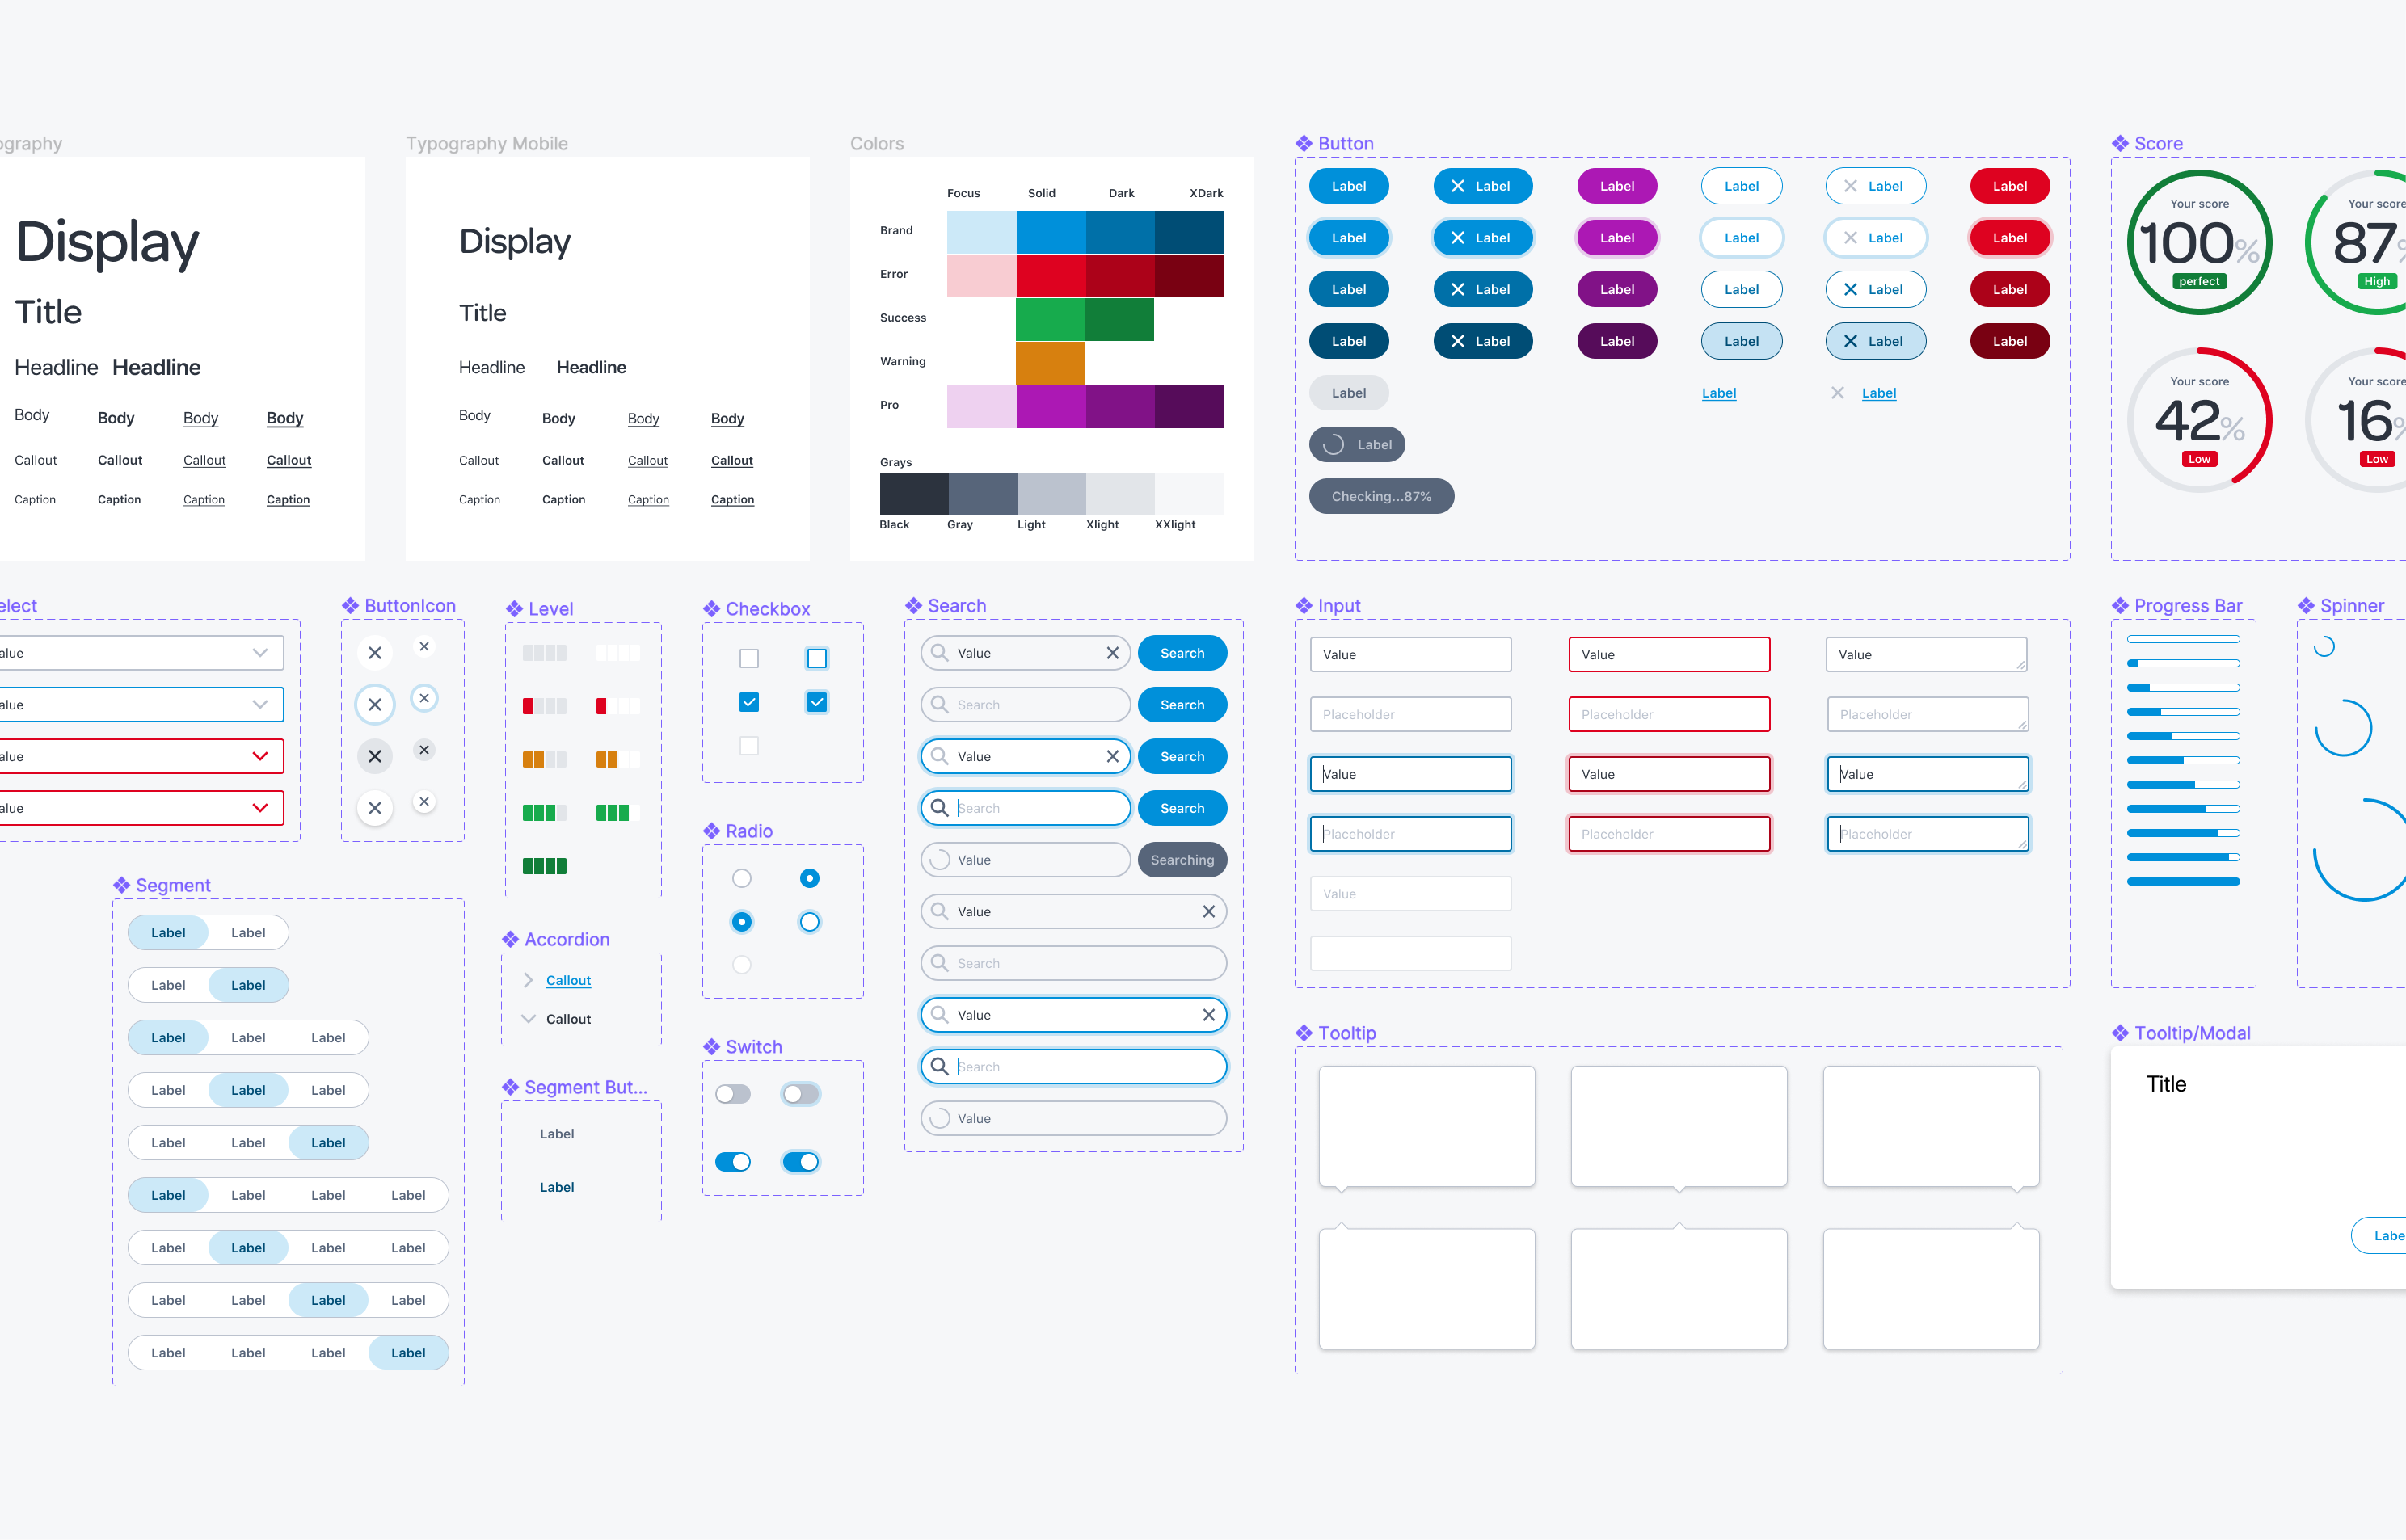 ography
Typography Mobile
Colors
Button
Score
Display
Title
Headline Headline
Body Body Body Body
Callout Callout Callout Callout
Caption Caption Caption Caption
Display
Title
Headline Headline
Body Body Body Body
Callout Callout Callout Callout
Caption Caption Caption Caption
Focus Solid Dark XDark
Brand
Error
Success
Warning
Pro
Grays
Black Gray Light Xlight XXlight
Label Label Label Label Label Label
Label Label Label Label Label Label
Label Label Label Label Label Label
Label Label Label Label Label Label
Label Label Label
Label
Checking...87%
Your score
100%
perfect
Your score
87%
High
Your score
42%
Low
Your score
16%
Low
elect
alue
alue
alue
alue
ButtonIcon
Level
Checkbox
Search
Value Search
Search Search
Value Search
Search Search
Value Searching
Value
Search
Value
Search
Value
Input
Value Value Value
Placeholder Placeholder Placeholder
Value Value Value
Placeholder Placeholder Placeholder
Value
Progress Bar
Spinner
Radio
Segment
Label Label
Label Label
Label Label Label
Label Label Label
Label Label Label
Label Label Label Label
Label Label Label Label
Label Label Label Label
Label Label Label Label
Accordion
Callout
Callout
Segment But...
Label
Label
Switch
Tooltip
Tooltip/Modal
Title
Labe